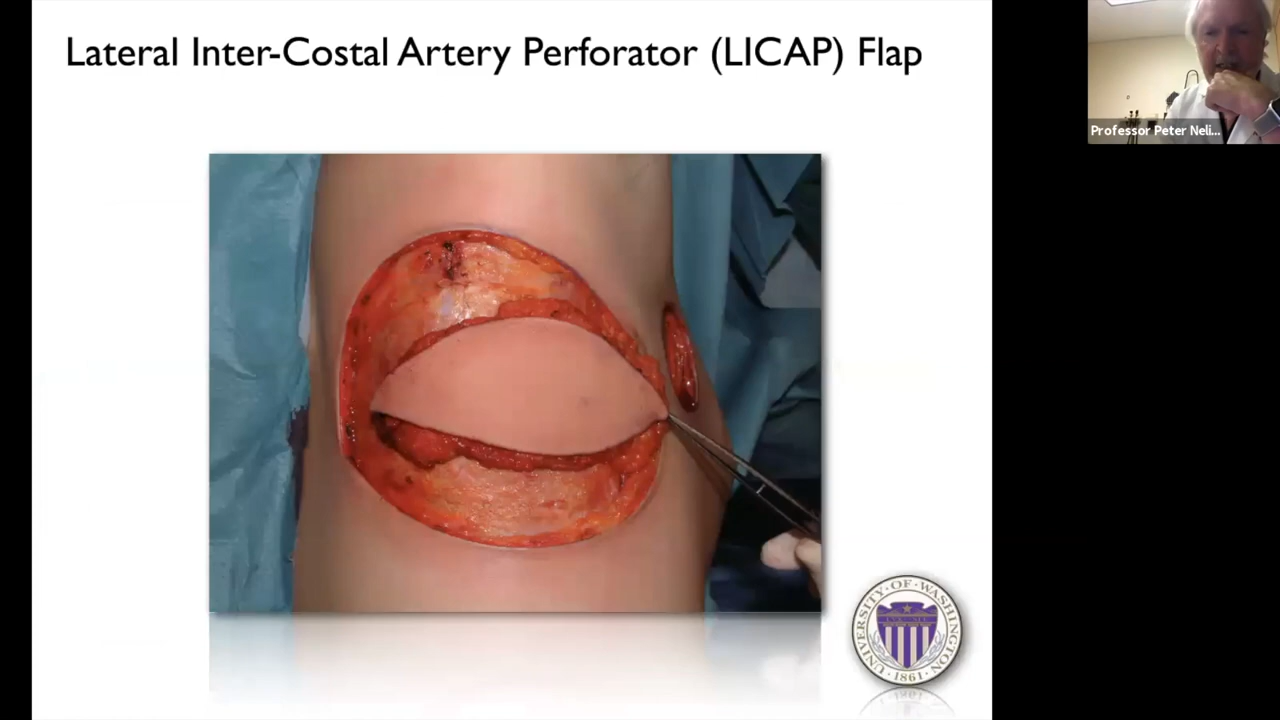 Lateral Inter-Costal Artery Perforator (LICAP) Flap
Professor Peter Neli...
UNIVERSITY·OF·WASHINGTON
·1861·